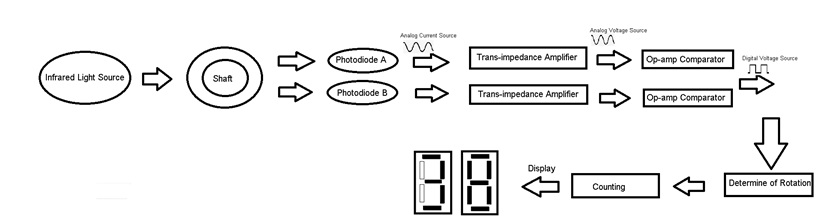 Infrared Light Source
Shaft
Photodiode A
Analog Current Source
Trans-impedance Amplifier
Analog Voltage Source
Op-amp Comparator
Digital Voltage Source
Photodiode B
Trans-impedance Amplifier
Op-amp Comparator
Determine of Rotation
Counting
Display
38